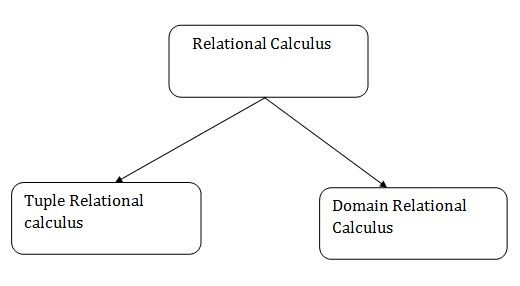 Relational Calculus
Tuple Relational
calculus
Domain Relational
Calculus